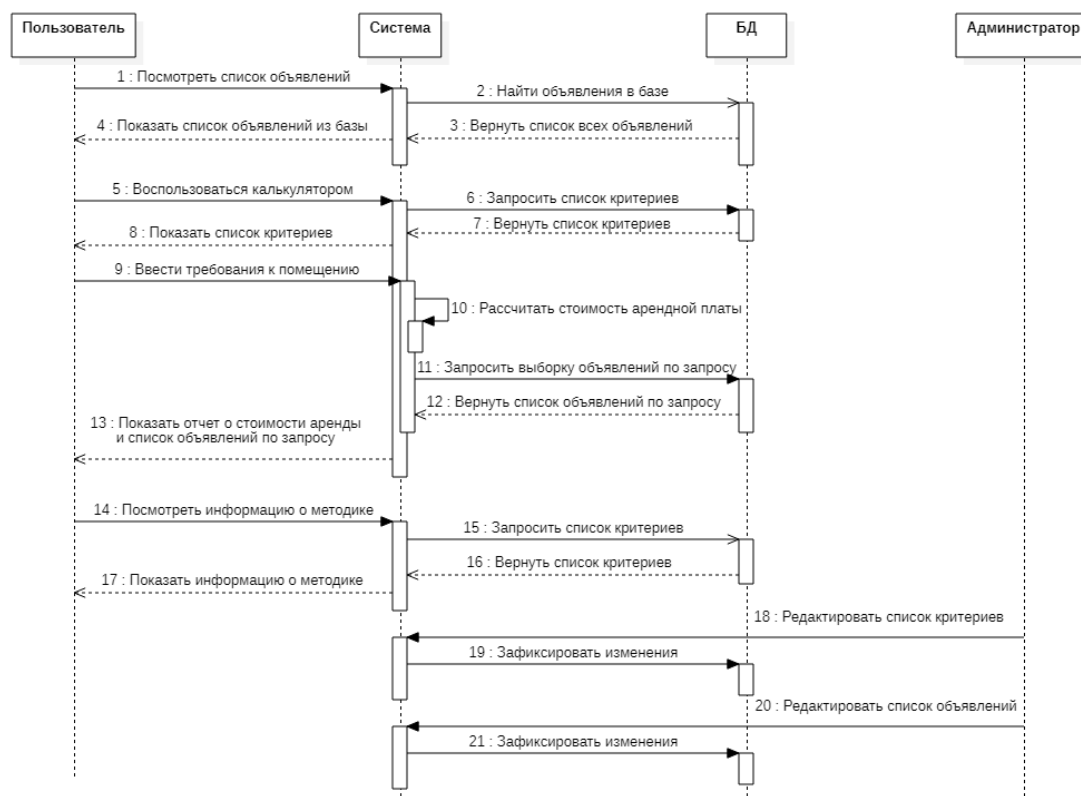 Пользователь
Система
БД
Администратор
1 : Посмотреть список объявлений
2 : Найти объявления в базе
3 : Вернуть список всех объявлений
4 : Показать список объявлений из базы
5 : Воспользоваться калькулятором
6 : Запросить список критериев
7 : Вернуть список критериев
8 : Показать список критериев
9 : Ввести требования к помещению
10 : Рассчитать стоимость арендной платы
11 : Запросить выборку объявлений по запросу
12 : Вернуть список объявлений по запросу
13 : Показать отчет о стоимости аренды
и список объявлений по запросу
14 : Посмотреть информацию о методике
15 : Запросить список критериев
16 : Вернуть список критериев
17 : Показать информацию о методике
18 : Редактировать список критериев
19 : Зафиксировать изменения
20 : Редактировать список объявлений
21 : Зафиксировать изменения